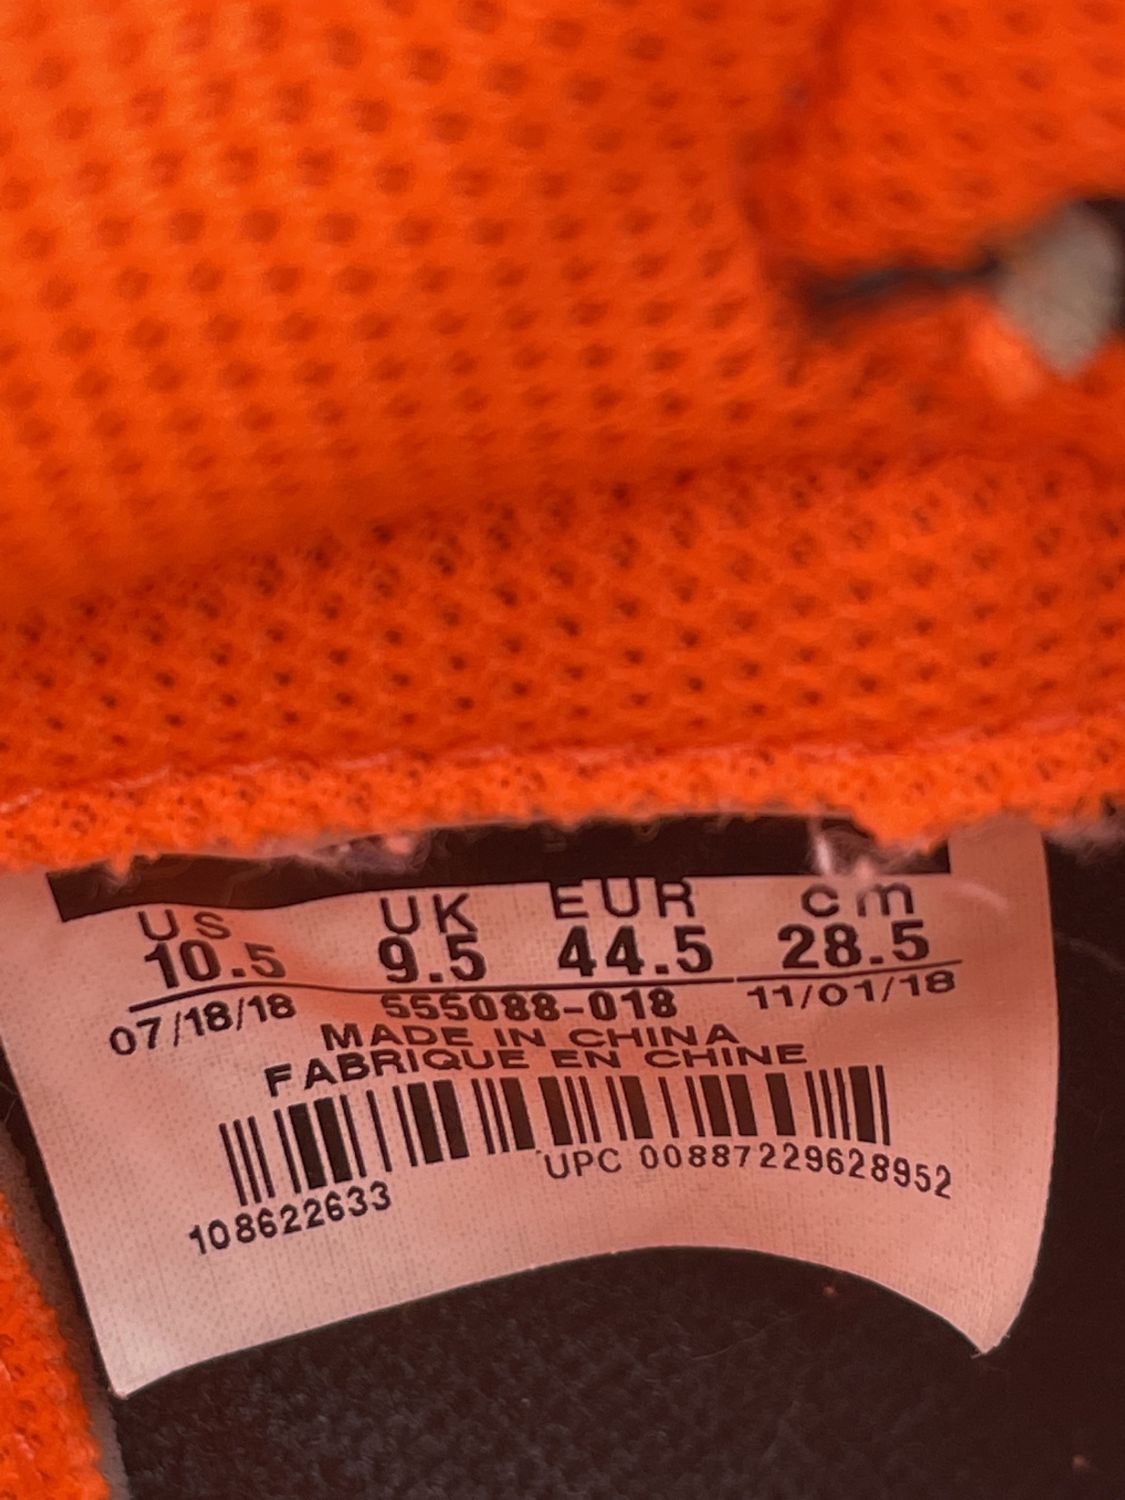 US UK EUR cm
10.5 9.5 44.5 28.5
07/18/18 555088-018 11/01/18
MADE IN CHINA
FABRIQUE EN CHINE
UPC 00887229628952
108622633